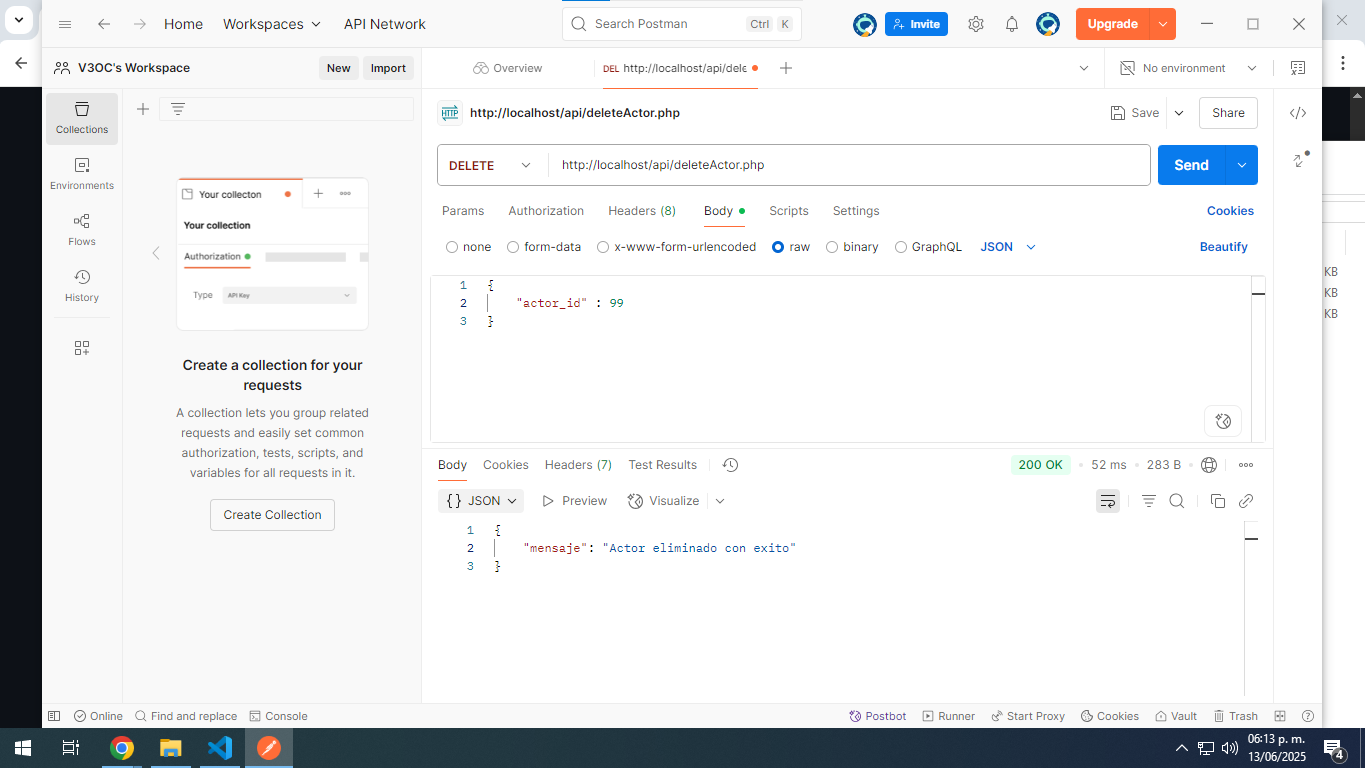 Home
Workspaces
API Network
Search Postman
Ctrl
K
Invite
Upgrade
V3OC's Workspace
New
Import
Overview
DEL http://localhost/api/dele
No environment
Collections
Environments
Flows
History
Your collecton
Your collection
Authorization
Type
API Key
Create a collection for your
requests
A collection lets you group related
requests and easily set common
authorization, tests, scripts, and
variables for all requests in it.
Create Collection
HTTP
http://localhost/api/deleteActor.php
Save
Share
DELETE
http://localhost/api/deleteActor.php
Send
Params
Authorization
Headers (8)
Body
Scripts
Settings
Cookies
none
form-data
x-www-form-urlencoded
raw
binary
GraphQL
JSON
Beautify
1 {
2 "actor_id" : 99
3 }
Body
Cookies
Headers (7)
Test Results
200 OK
52 ms
283 B
{} JSON
Preview
Visualize
1 {
2 "mensaje": "Actor eliminado con exito"
3 }
KB
KB
KB
Online
Find and replace
Console
Postbot
Runner
Start Proxy
Cookies
Vault
Trash
06:13 p. m.
13/06/2025
4